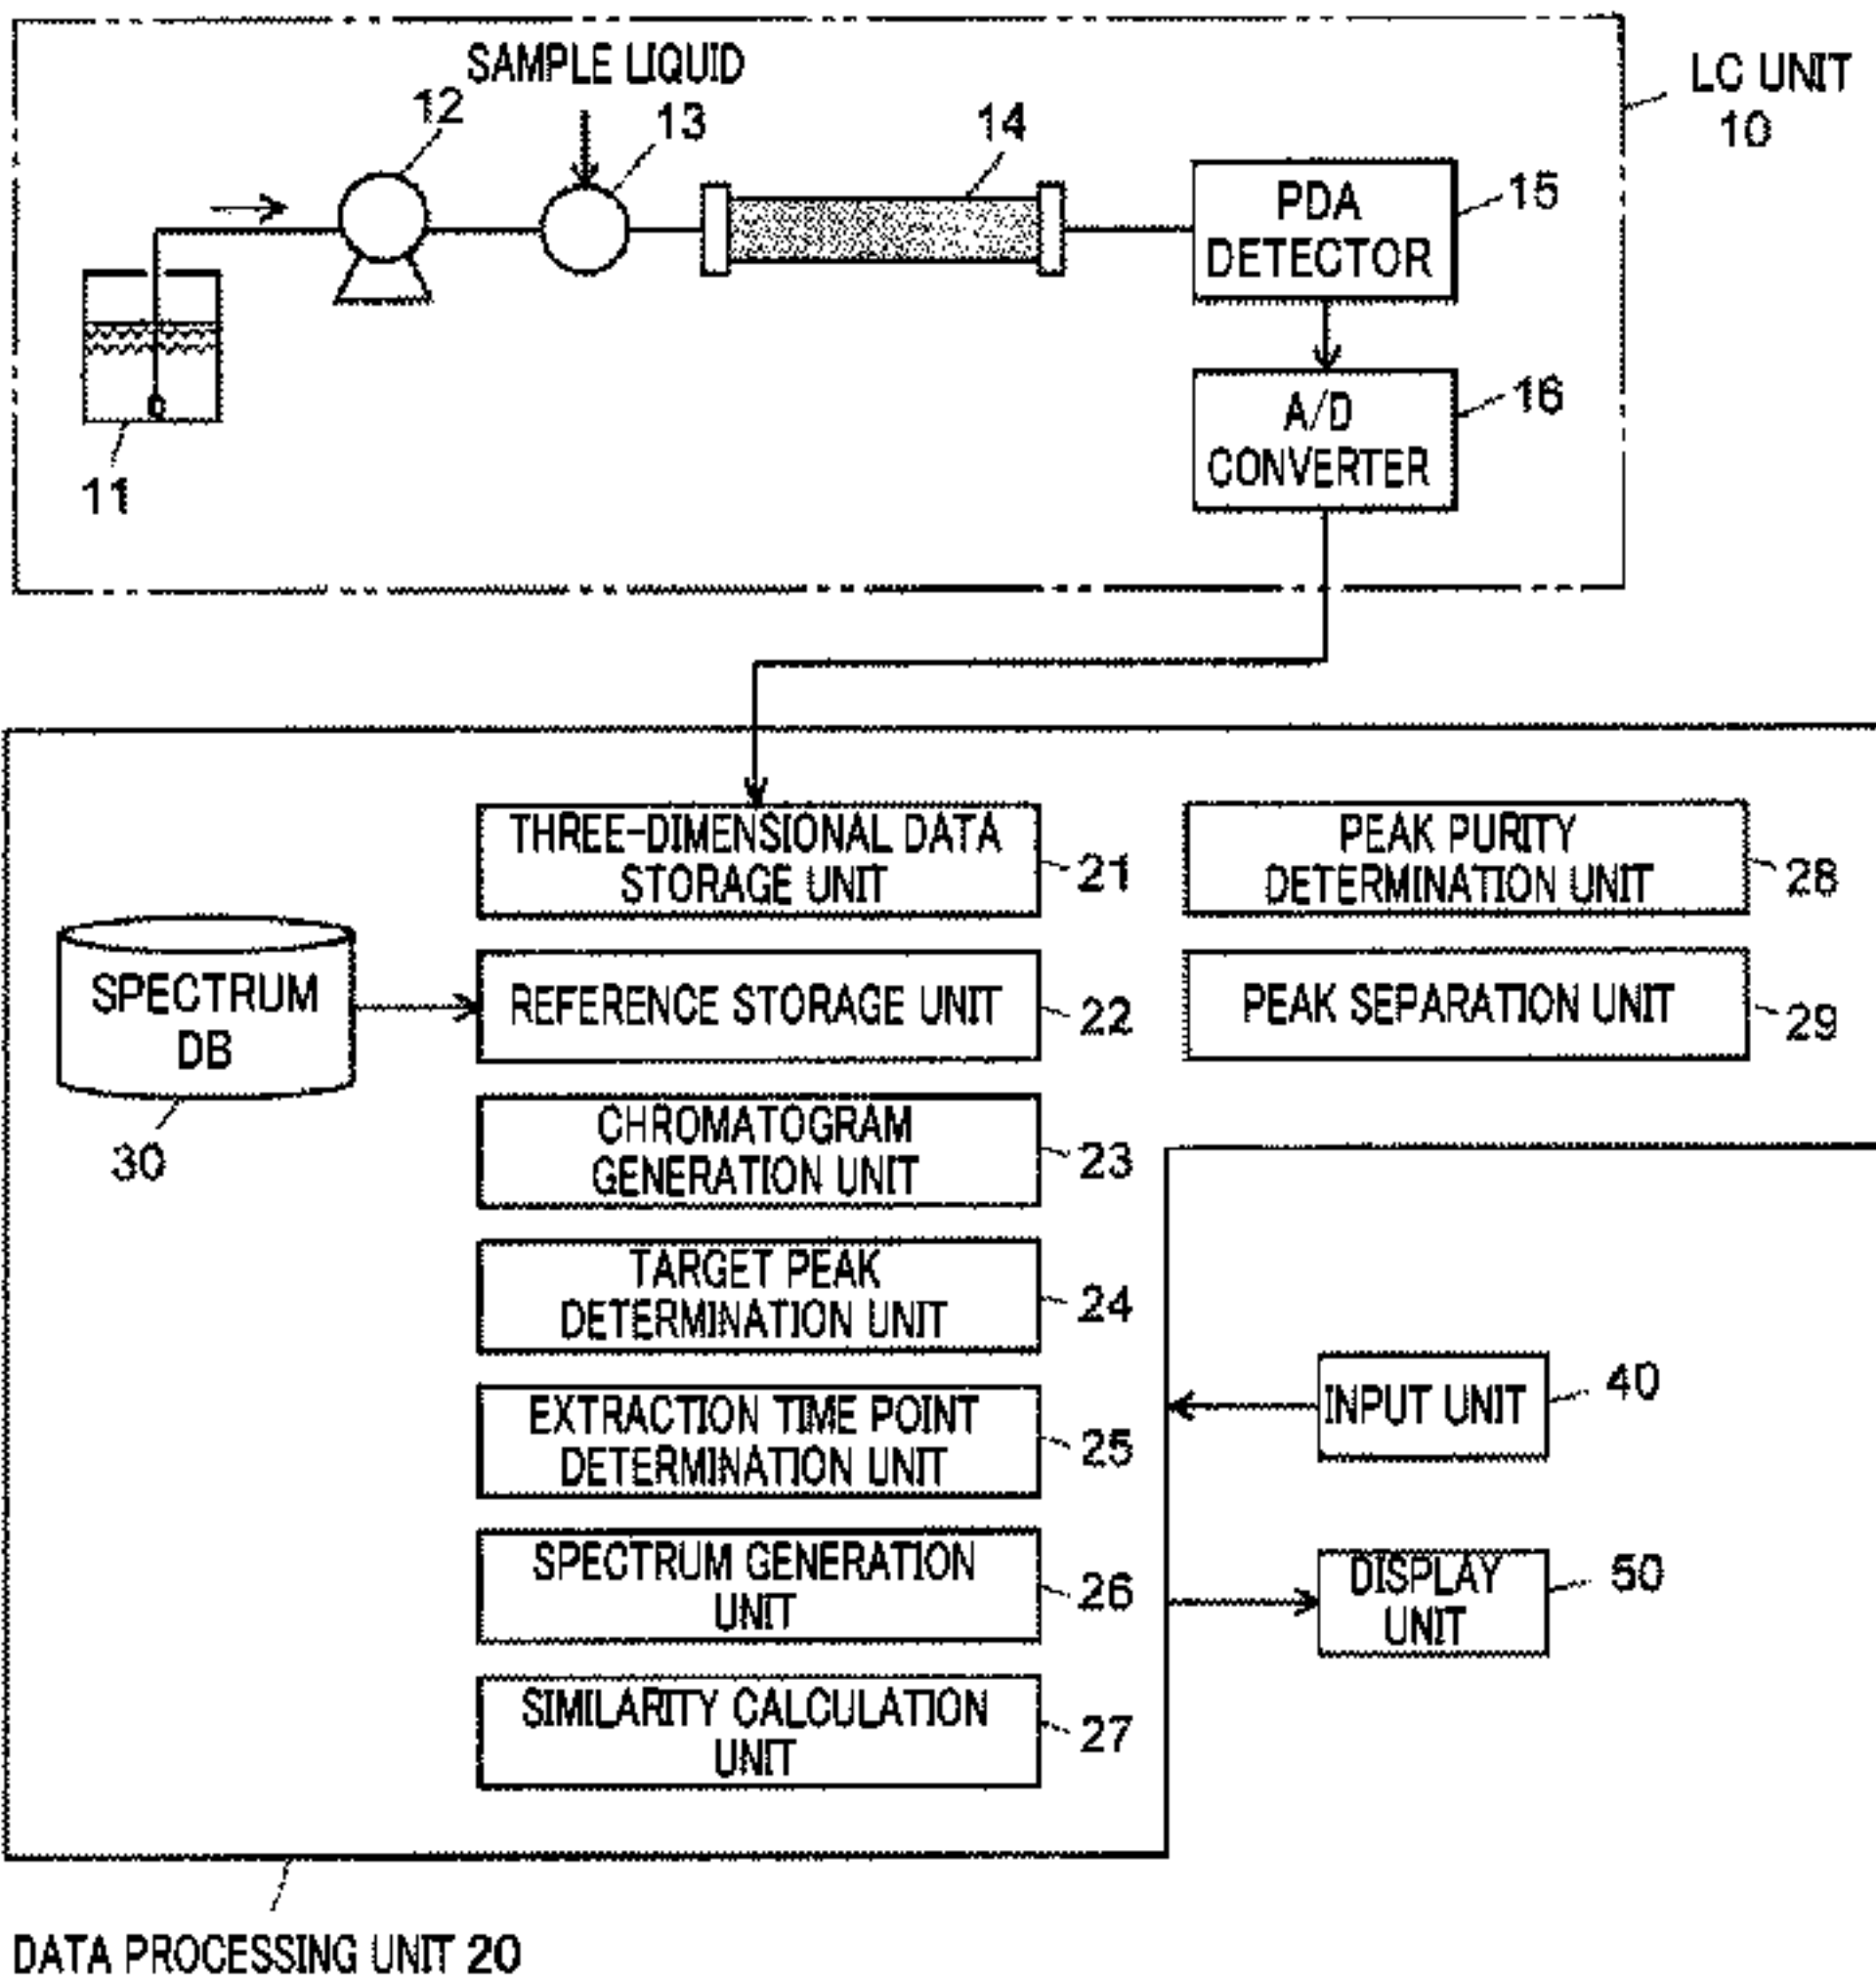 SAMPLE LIQUID
12
13
14
LC UNIT
10
PDA
DETECTOR
15
A/D
CONVERTER
16
11
THREE-DIMENSIONAL DATA
STORAGE UNIT
21
PEAK PURITY
DETERMINATION UNIT
28
SPECTRUM
DB
30
REFERENCE STORAGE UNIT
22
PEAK SEPARATION UNIT
29
CHROMATOGRAM
GENERATION UNIT
23
TARGET PEAK
DETERMINATION UNIT
24
EXTRACTION TIME POINT
DETERMINATION UNIT
25
INPUT UNIT
40
SPECTRUM GENERATION
UNIT
26
DISPLAY
UNIT
50
SIMILARITY CALCULATION
UNIT
27
DATA PROCESSING UNIT 20